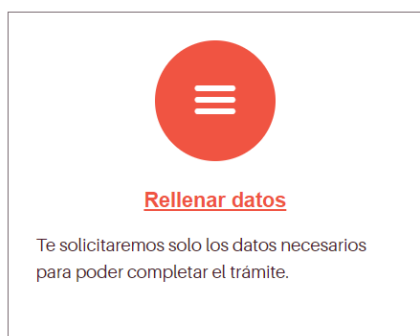 Rellenar datos
Te solicitaremos solo los datos necesarios
para poder completar el trámite.